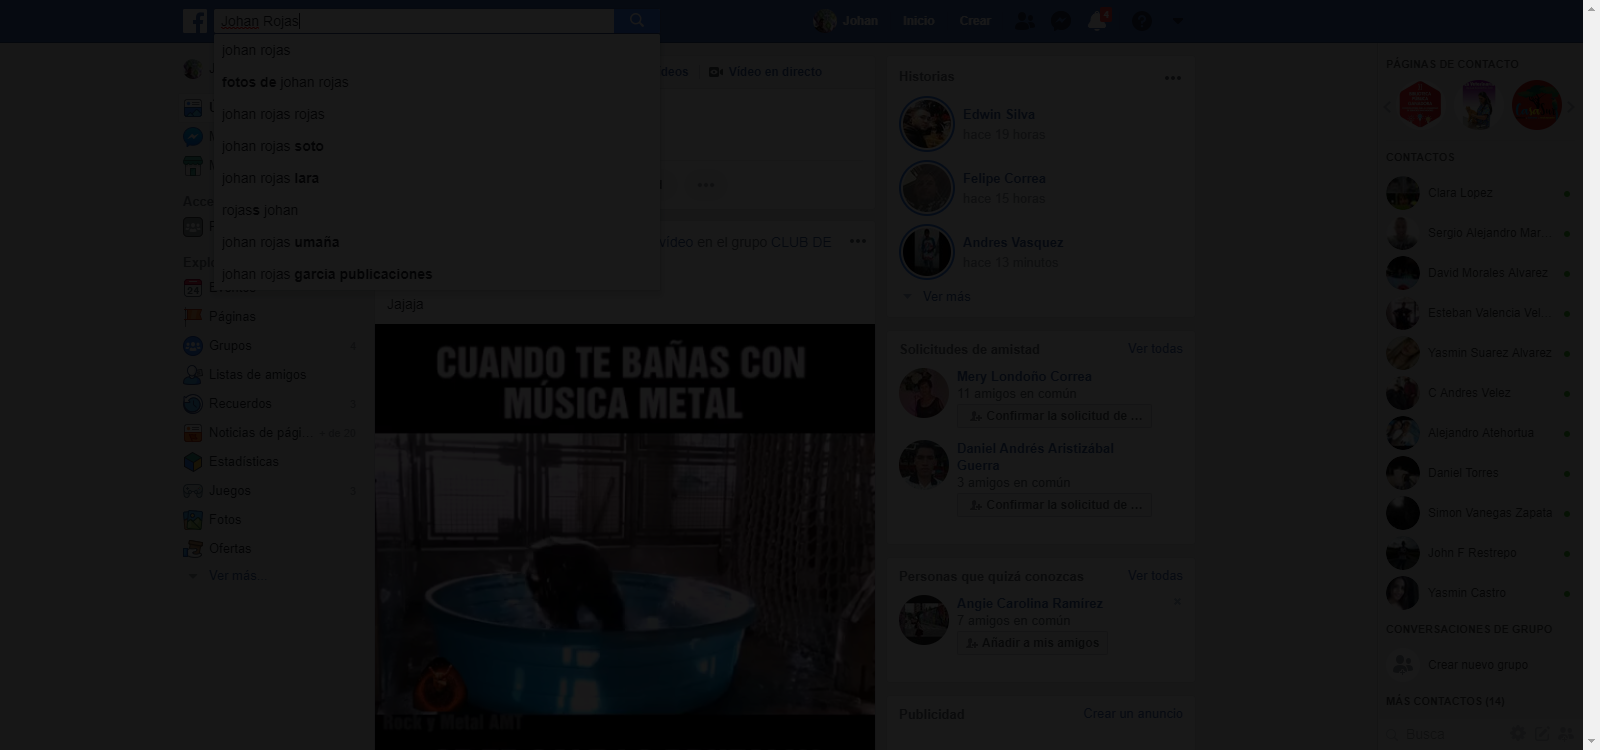 Johan Rojas
Johan
Inicio
Crear
4
johan rojas
fotos de johan rojas
johan rojas rojas
johan rojas soto
johan rojas lara
rojass johan
johan rojas umaña
johan rojas garcia publicaciones
Vídeo en directo
vídeo en el grupo CLUB DE
Jajaja
CUANDO TE BAÑAS CON
MÚSICA METAL
Rock y Metal AMT
24
Páginas
Grupos
Listas de amigos
Recuerdos
3
Noticias de pági...
Estadísticas
Juegos
Fotos
Ofertas
Ver más...
Historias
Edwin Silva
hace 19 horas
Felipe Correa
hace 15 horas
Andres Vasquez
hace 13 minutos
Ver más
Solicitudes de amistad
Ver todas
Mery Londoño Correa
11 amigos en común
Confirmar la solicitud de ...
Daniel Andrés Aristizábal
Guerra
3 amigos en común
Confirmar la solicitud de ...
Personas que quizá conozcas
Ver todas
Angie Carolina Ramirez
7 amigos en común
Añadir a mis amigos
Publicidad
Crear un anuncio
PÁGINAS DE CONTACTO
CONTACTOS
Clara Lopez
Sergio Alejandro Mar...
David Morales Alvarez
Esteban Valencia Vel...
Yasmin Suarez Alvarez
C Andres Velez
Alejandro Atehortua
Daniel Torres
Simon Vanegas Zapata
John F Restrepo
Yasmin Castro
CONVERSACIONES DE GRUPO
Crear nuevo grupo
MÁS CONTACTOS (14)
Busca